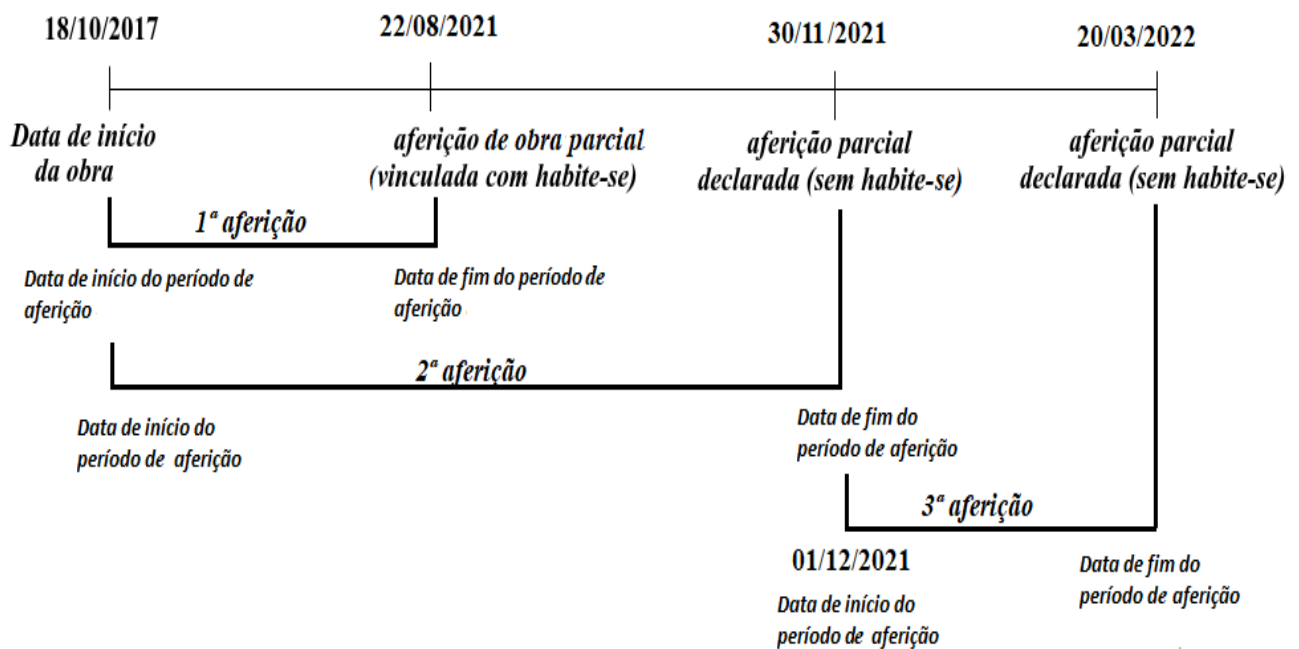 18/10/2017
22/08/2021
30/11/2021
20/03/2022
Data de início
da obra
aferição de obra parcial
(vinculada com habite-se)
aferição parcial
declarada (sem habite-se)
aferição parcial
declarada (sem habite-se)
1ª aferição
Data de início do período de
aferição
Data de fim do período de
aferição
2ª aferição
Data de início do
período de aferição
Data de fim do
período de aferição
3ª aferição
01/12/2021
Data de início do
período de aferição
Data de fim do
período de aferição